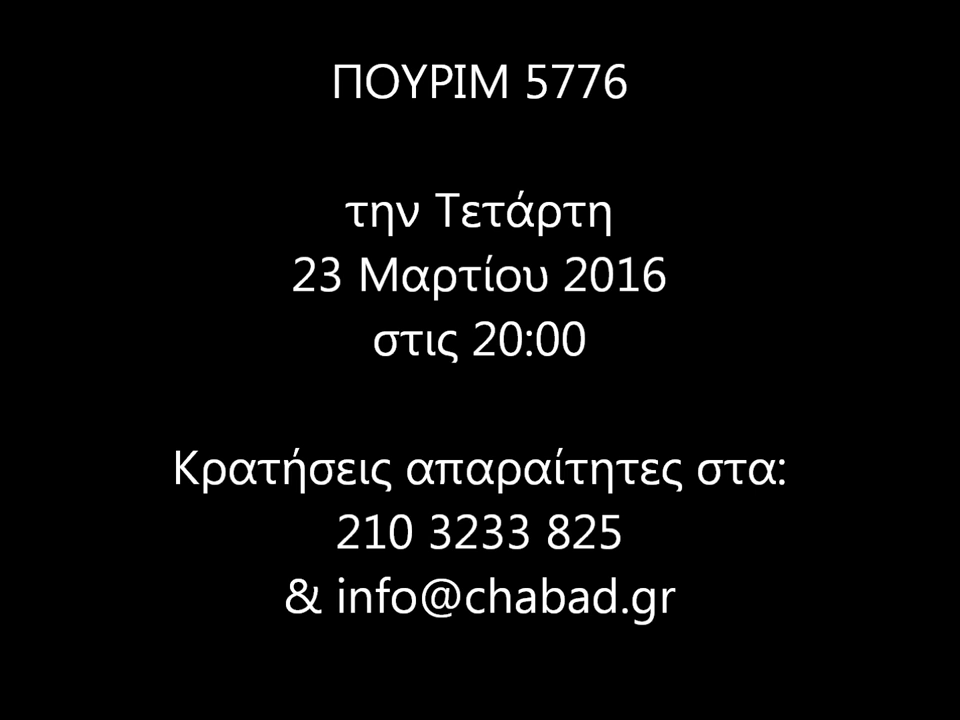 ΠΟΥΡΙΜ 5776
την Τετάρτη
23 Μαρτίου 2016
στις 20:00
Κρατήσεις απαραίτητες στα:
210 3233 825
& info@chabad.gr